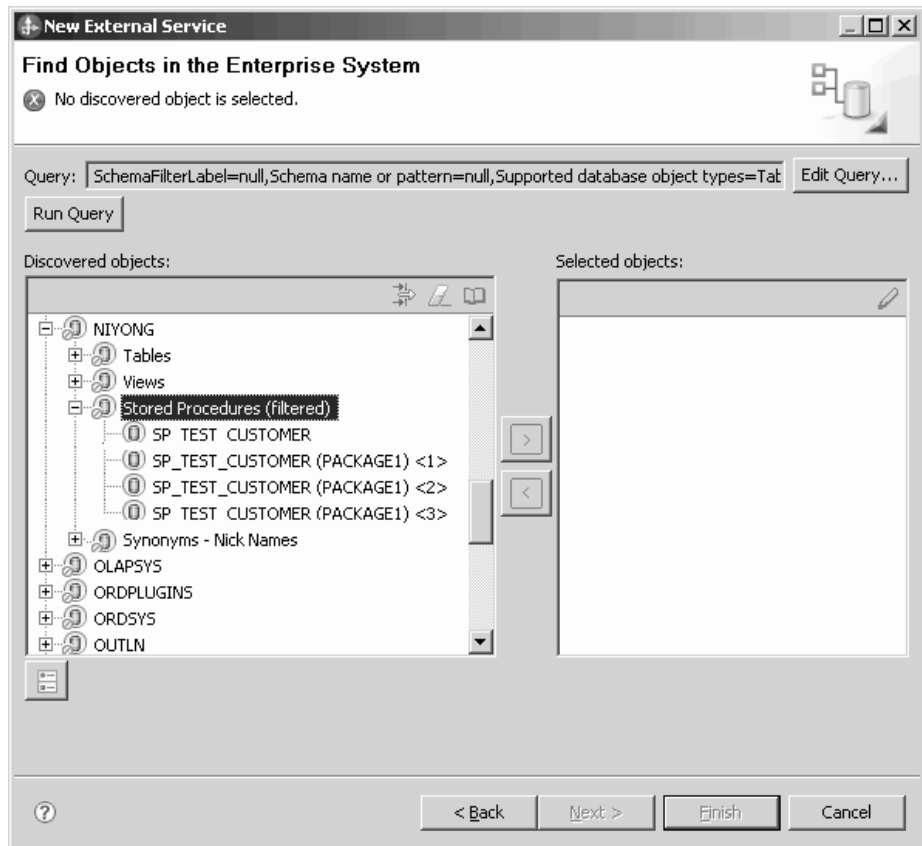 New External Service
Find Objects in the Enterprise System
No discovered object is selected.
Query: SchemaFilterLabel=null,Schema name or pattern=null,Supported database object types=Tab Edit Query...
Run Query
Discovered objects: Selected objects:
NIYONG
Tables
Views
Stored Procedures (filtered)
SP_TEST_CUSTOMER
SP_TEST_CUSTOMER (PACKAGE1) <1>
SP_TEST_CUSTOMER (PACKAGE1) <2>
SP_TEST_CUSTOMER (PACKAGE1) <3>
Synonyms - Nick Names
OLAPSYS
ORDPLUGINS
ORDSYS
OUTLN
< Back Next > Finish Cancel